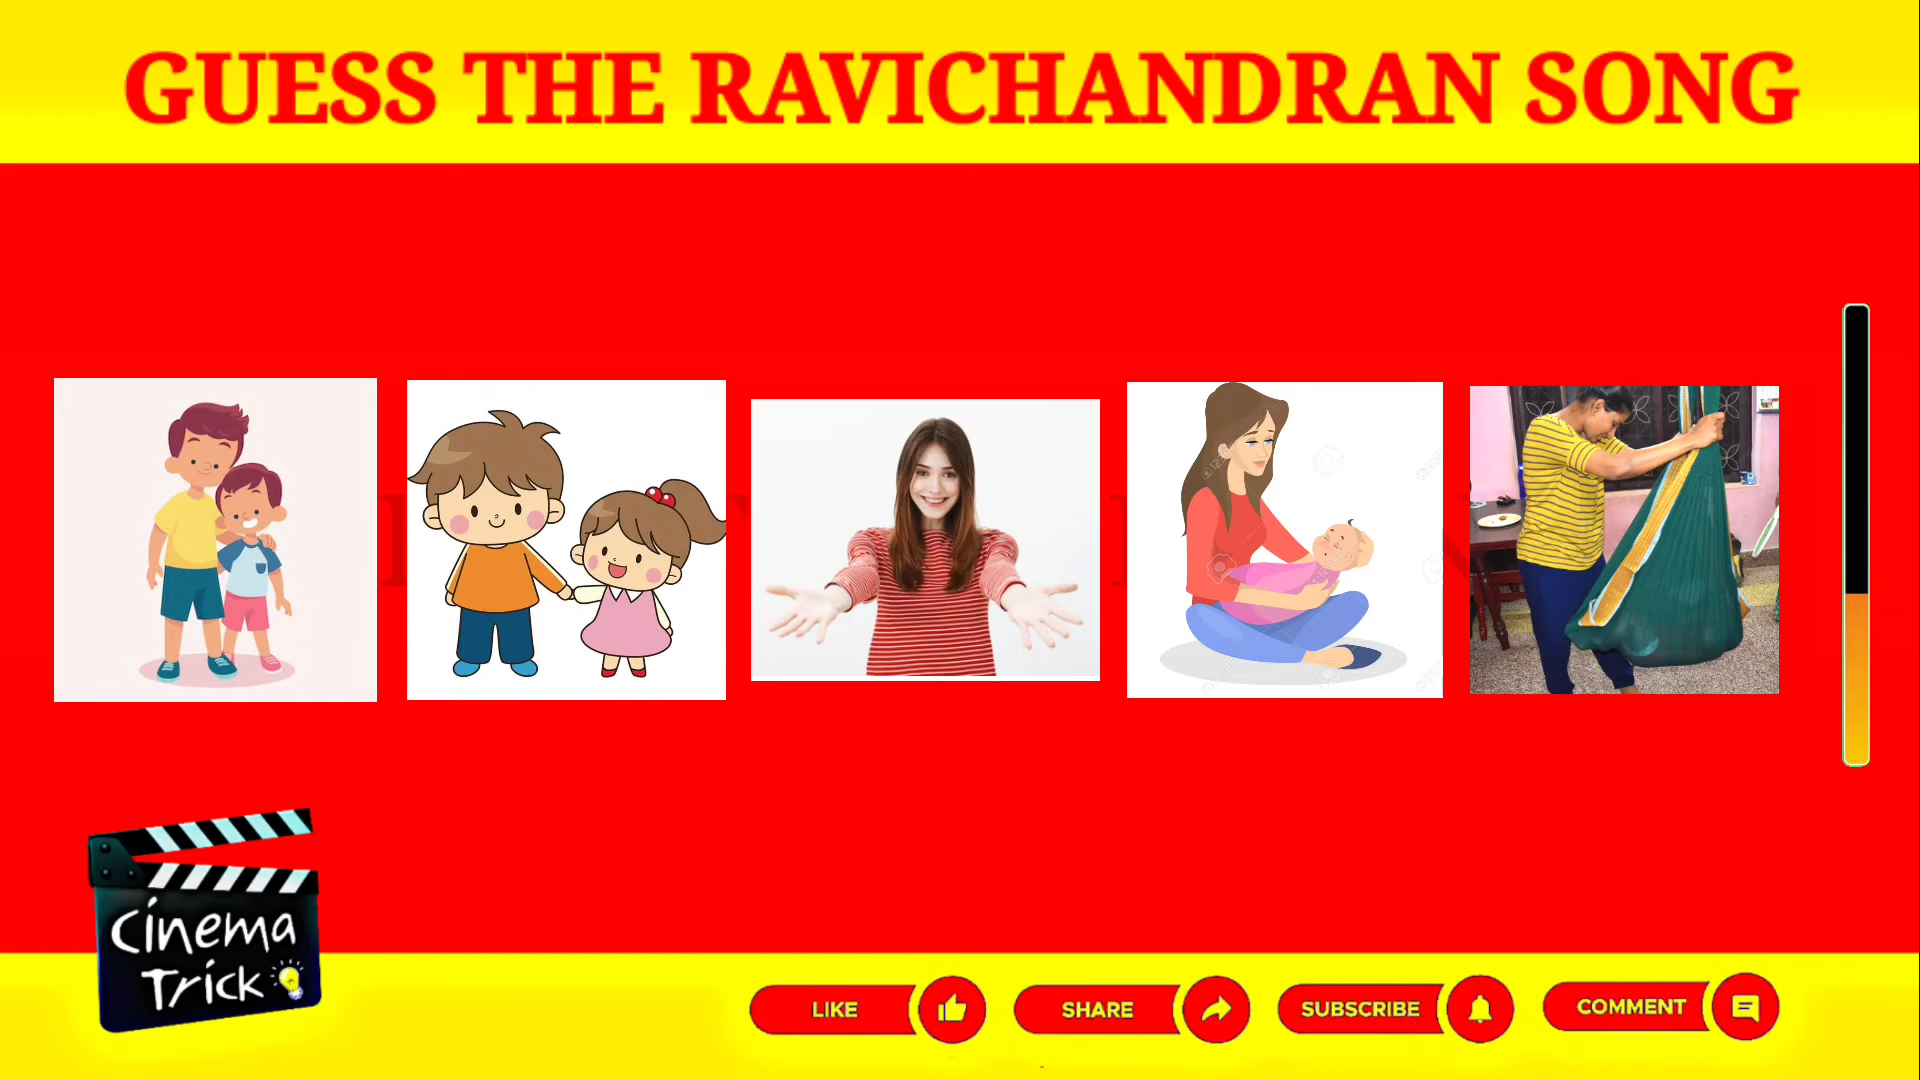 GUESS THE RAVICHANDRAN SONG
Cinema
Trick
LIKE
SHARE
SUBSCRIBE
COMMENT